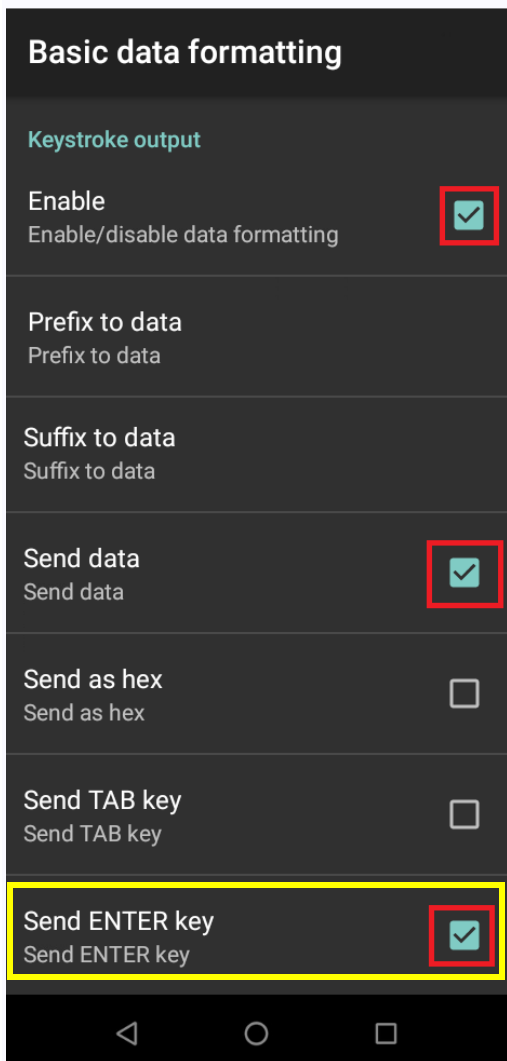 Basic data formatting
Keystroke output
Enable
Enable/disable data formatting
Prefix to data
Prefix to data
Suffix to data
Suffix to data
Send data
Send data
Send as hex
Send as hex
Send TAB key
Send TAB key
Send ENTER key
Send ENTER key